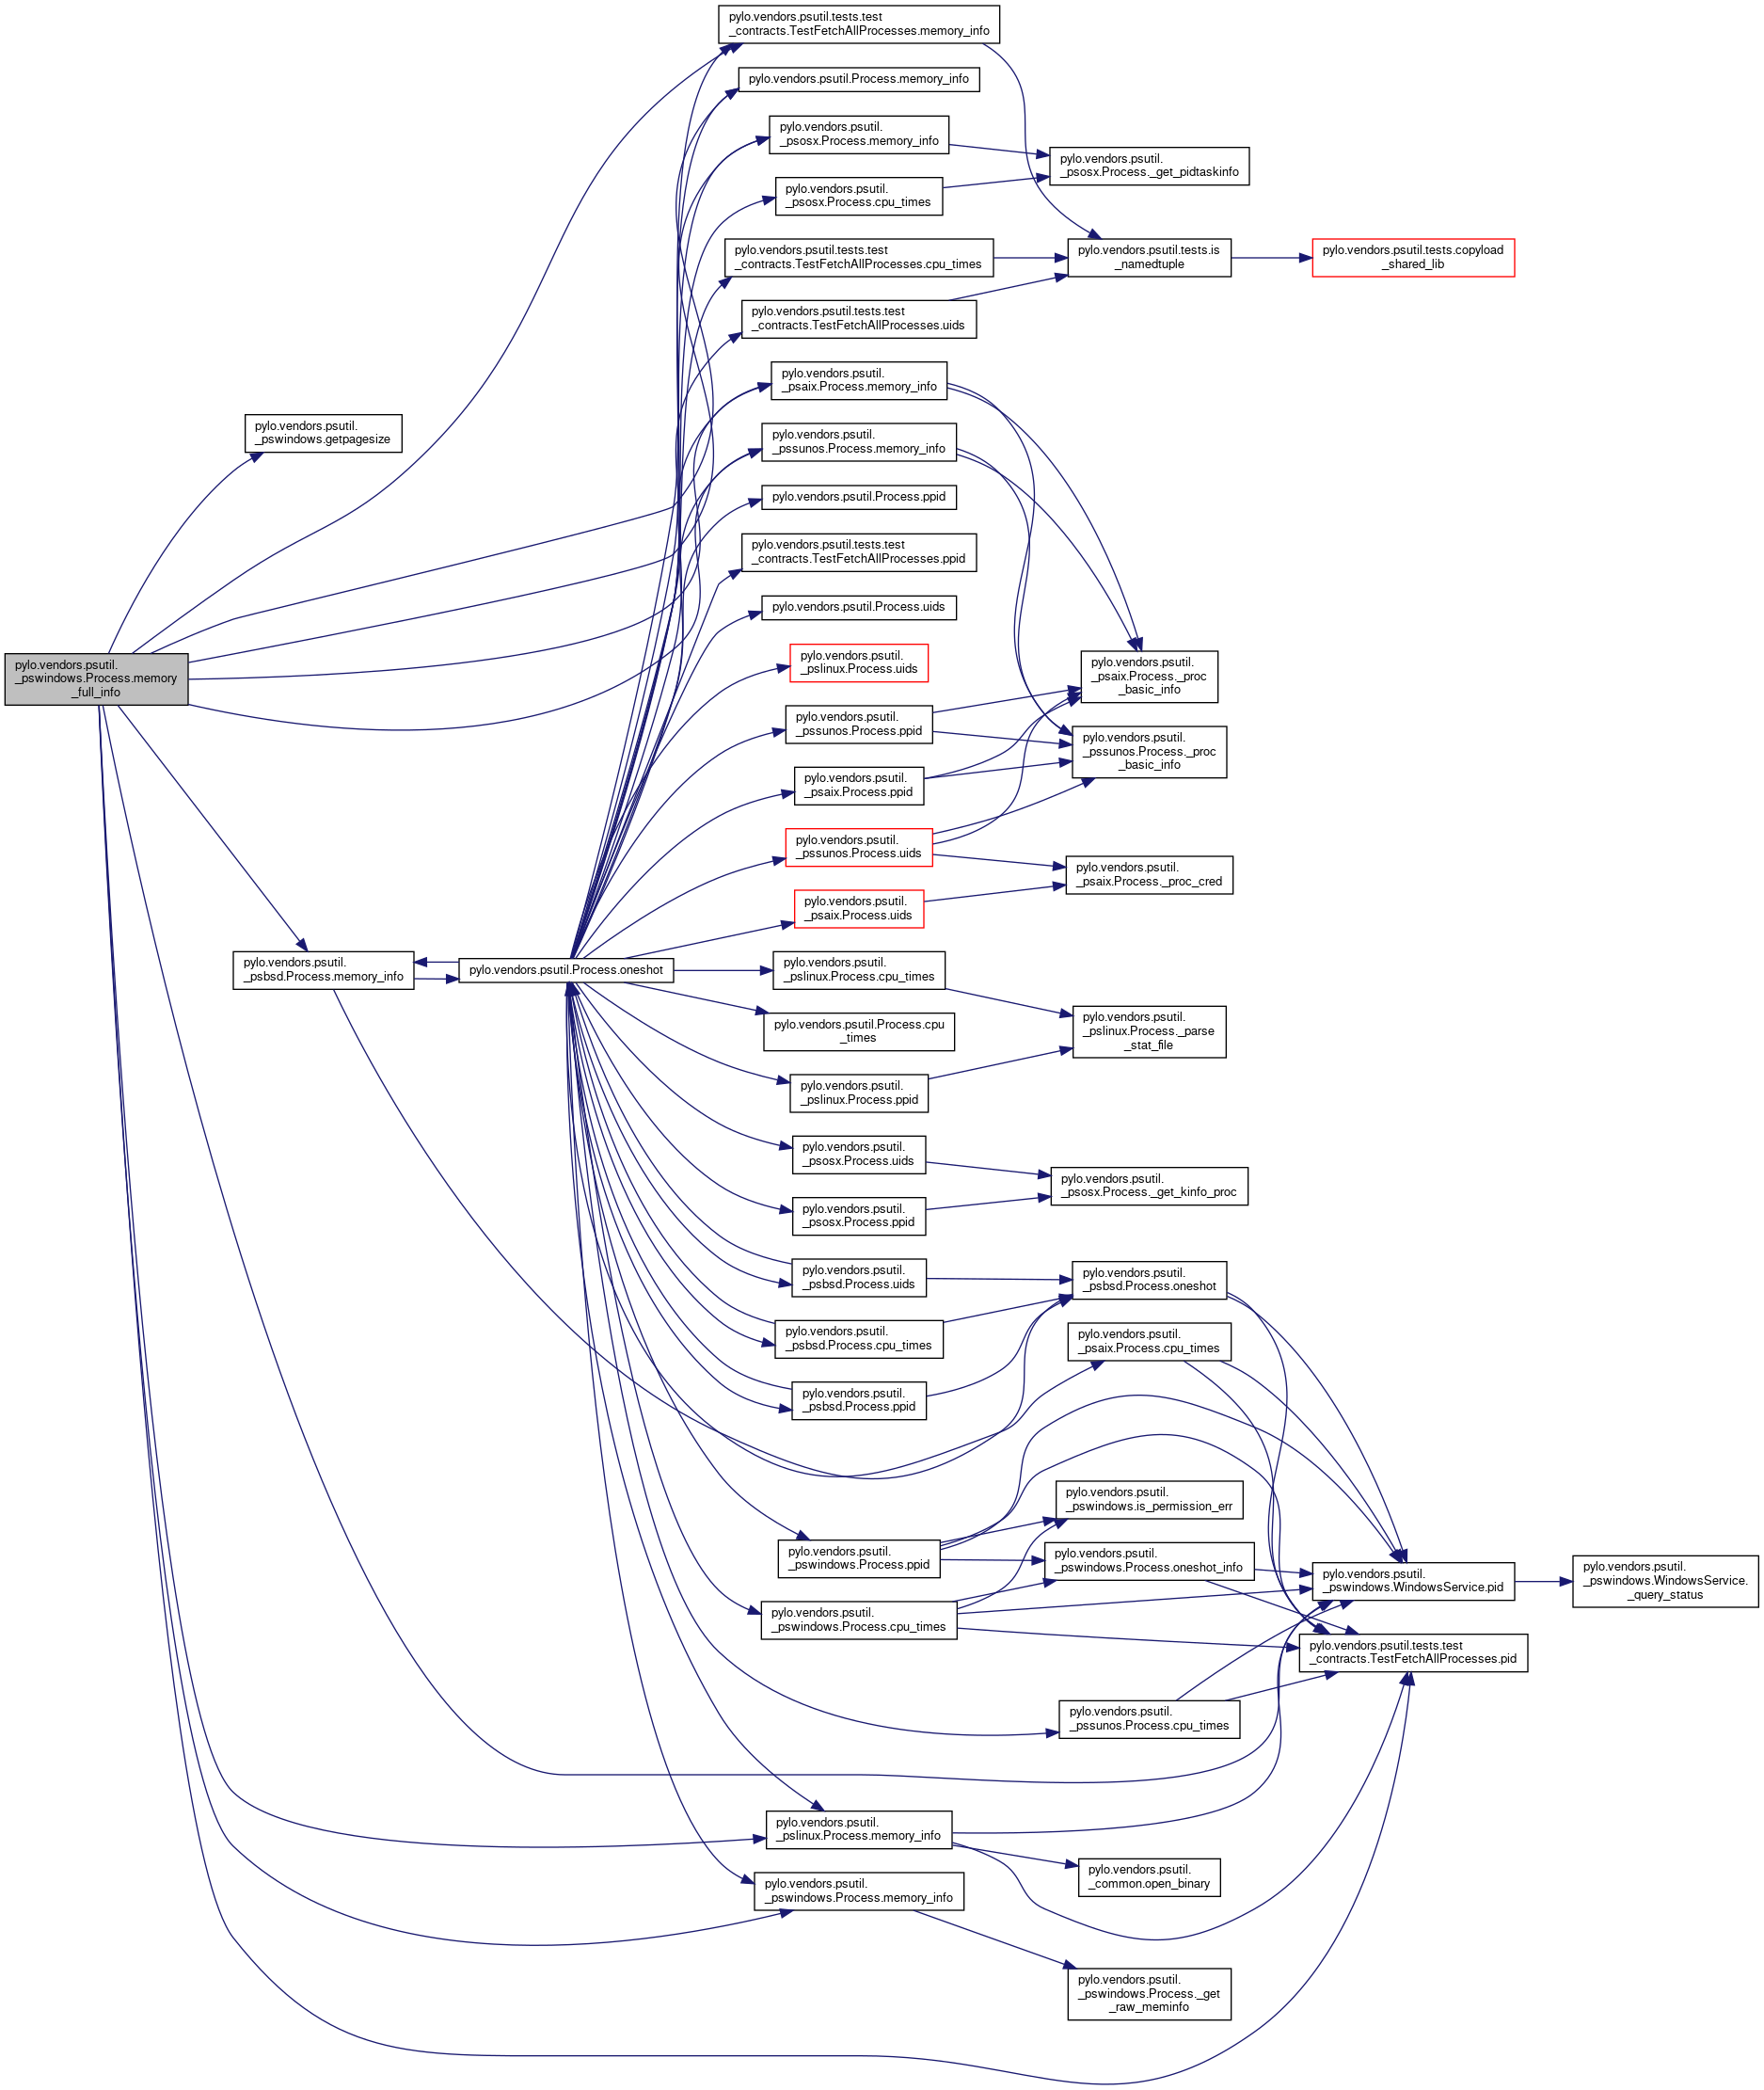 pylo.vendors.psutil.tests.test
_contracts.TestFetchAllProcesses.memory_info
pylo.vendors.psutil.Process.memory_info
pylo.vendors.psutil.
_psosx.Process.memory_info
pylo.vendors.psutil.
_psosx.Process._get_pidtaskinfo
pylo.vendors.psutil.
_psosx.Process.cpu_times
pylo.vendors.psutil.tests.test
_contracts.TestFetchAllProcesses.cpu_times
pylo.vendors.psutil.tests.is
_namedtuple
pylo.vendors.psutil.tests.copyload
_shared_lib
pylo.vendors.psutil.tests.test
_contracts.TestFetchAllProcesses.uids
pylo.vendors.psutil.
_psaix.Process.memory_info
pylo.vendors.psutil.
_pswindows.getpagesize
pylo.vendors.psutil.
_pssunos.Process.memory_info
pylo.vendors.psutil.Process.ppid
pylo.vendors.psutil.tests.test
_contracts.TestFetchAllProcesses.ppid
pylo.vendors.psutil.Process.uids
pylo.vendors.psutil.
_pswindows.Process.memory
_full_info
pylo.vendors.psutil.
_pslinux.Process.uids
pylo.vendors.psutil.
_psaix.Process._proc
_basic_info
pylo.vendors.psutil.
_pssunos.Process.ppid
pylo.vendors.psutil.
_pssunos.Process._proc
_basic_info
pylo.vendors.psutil.
_psaix.Process.ppid
pylo.vendors.psutil.
_pssunos.Process.uids
pylo.vendors.psutil.
_psaix.Process._proc_cred
pylo.vendors.psutil.
_psaix.Process.uids
pylo.vendors.psutil.
_psbsd.Process.memory_info
pylo.vendors.psutil.Process.oneshot
pylo.vendors.psutil.
_pslinux.Process.cpu_times
pylo.vendors.psutil.Process.cpu
_times
pylo.vendors.psutil.
_pslinux.Process._parse
_stat_file
pylo.vendors.psutil.
_pslinux.Process.ppid
pylo.vendors.psutil.
_psosx.Process.uids
pylo.vendors.psutil.
_psosx.Process._get_kinfo_proc
pylo.vendors.psutil.
_psosx.Process.ppid
pylo.vendors.psutil.
_psbsd.Process.uids
pylo.vendors.psutil.
_psbsd.Process.oneshot
pylo.vendors.psutil.
_psbsd.Process.cpu_times
pylo.vendors.psutil.
_psaix.Process.cpu_times
pylo.vendors.psutil.
_psbsd.Process.ppid
pylo.vendors.psutil.
_pswindows.is_permission_err
pylo.vendors.psutil.
_pswindows.Process.ppid
pylo.vendors.psutil.
_pswindows.Process.oneshot_info
pylo.vendors.psutil.
_pswindows.WindowsService.pid
pylo.vendors.psutil.
_pswindows.WindowsService.
_query_status
pylo.vendors.psutil.
_pswindows.Process.cpu_times
pylo.vendors.psutil.tests.test
_contracts.TestFetchAllProcesses.pid
pylo.vendors.psutil.
_pssunos.Process.cpu_times
pylo.vendors.psutil.
_pslinux.Process.memory_info
pylo.vendors.psutil.
_common.open_binary
pylo.vendors.psutil.
_pswindows.Process.memory_info
pylo.vendors.psutil.
_pswindows.Process._get
_raw_meminfo